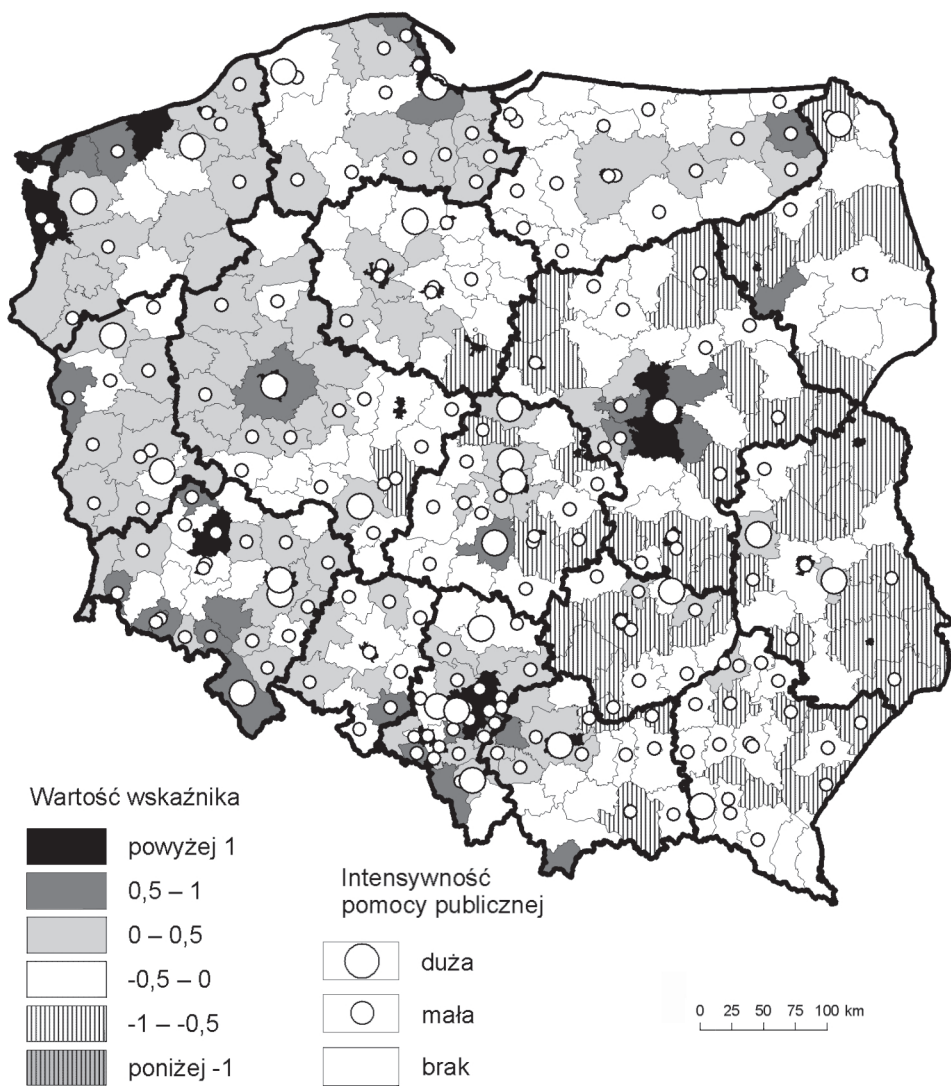 Wartość wskaźnika
powyżej 1
0,5 – 1
0 – 0,5
-0,5 – 0
-1 – -0,5
poniżej -1
Intensywność
pomocy publicznej
duża
mała
brak
0 25 50 75 100 km